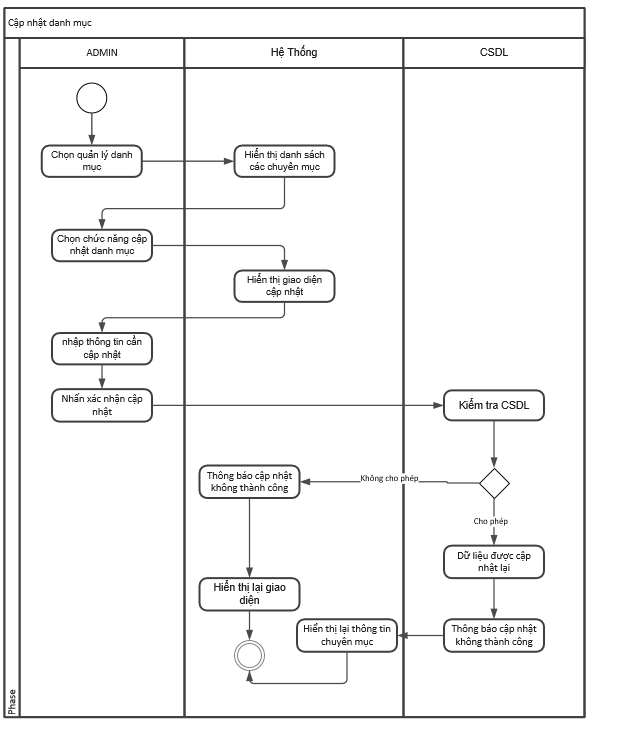 Cập nhật danh mục
ADMIN
Hệ Thống
CSDL
Chọn quản lý danh
mục
Hiển thị danh sách
các chuyên mục
Chọn chức năng cập
nhật danh mục
Hiển thị giao diện
cập nhật
nhập thông tin cần
cập nhật
Nhấn xác nhận cập
nhật
Kiểm tra CSDL
Không cho phép
Thông báo cập nhật
không thành công
Cho phép
Dữ liệu được cập
nhật lại
Hiển thị lại giao
diện
Thông báo cập nhật
không thành công
Hiển thị lại thông tin
chuyên mục
Phase